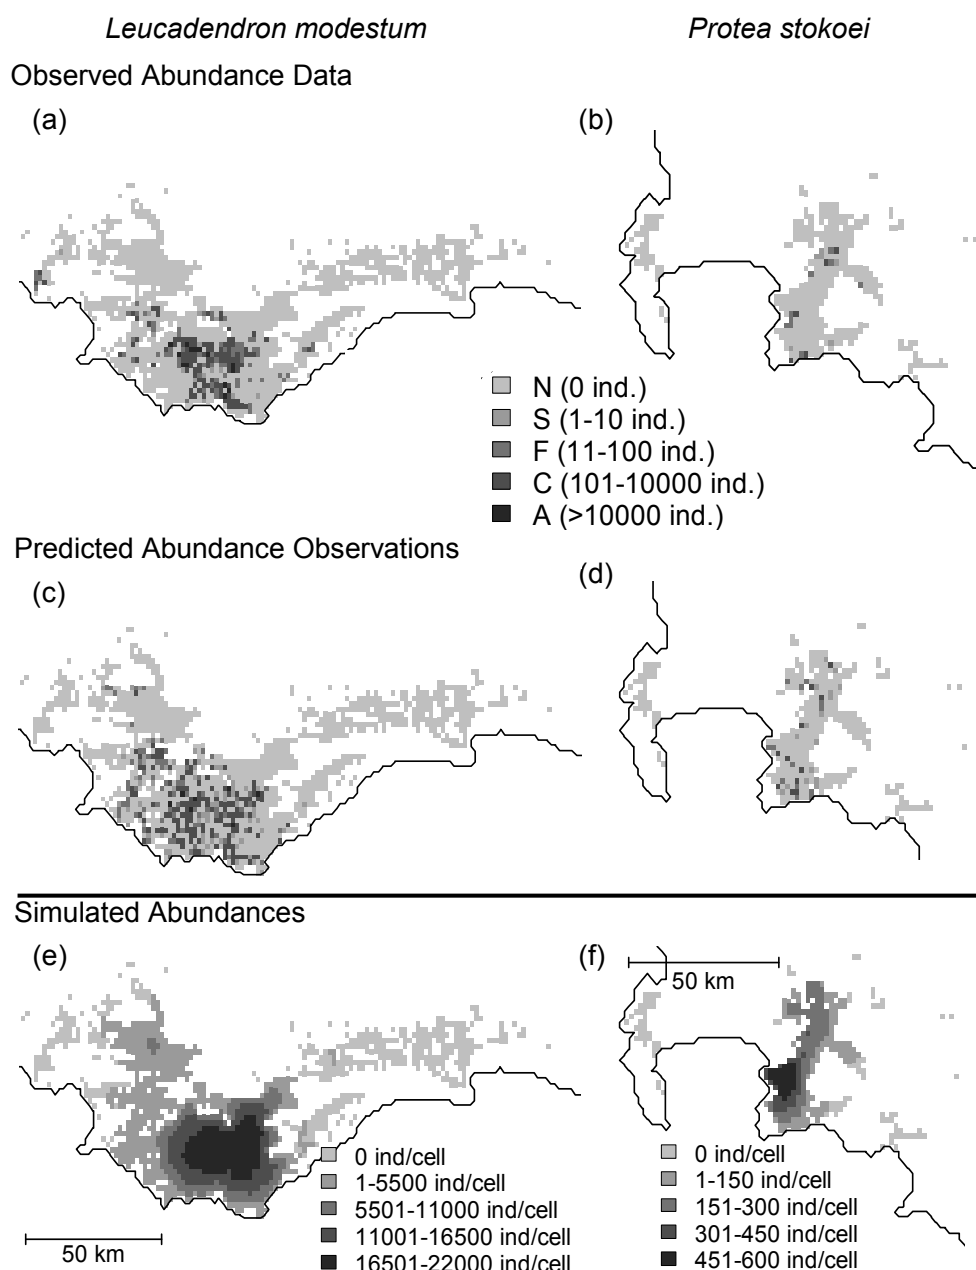 Leucadendron modestum
Protea stokoei
Observed Abundance Data
(a)
(b)
N (0 ind.)
S (1-10 ind.)
F (11-100 ind.)
C (101-10000 ind.)
A (>10000 ind.)
Predicted Abundance Observations
(c)
(d)
Simulated Abundances
(e)
(f)
50 km
0 ind/cell
1-5500 ind/cell
5501-11000 ind/cell
11001-16500 ind/cell
16501-22000 ind/cell
50 km
0 ind/cell
1-150 ind/cell
151-300 ind/cell
301-450 ind/cell
451-600 ind/cell